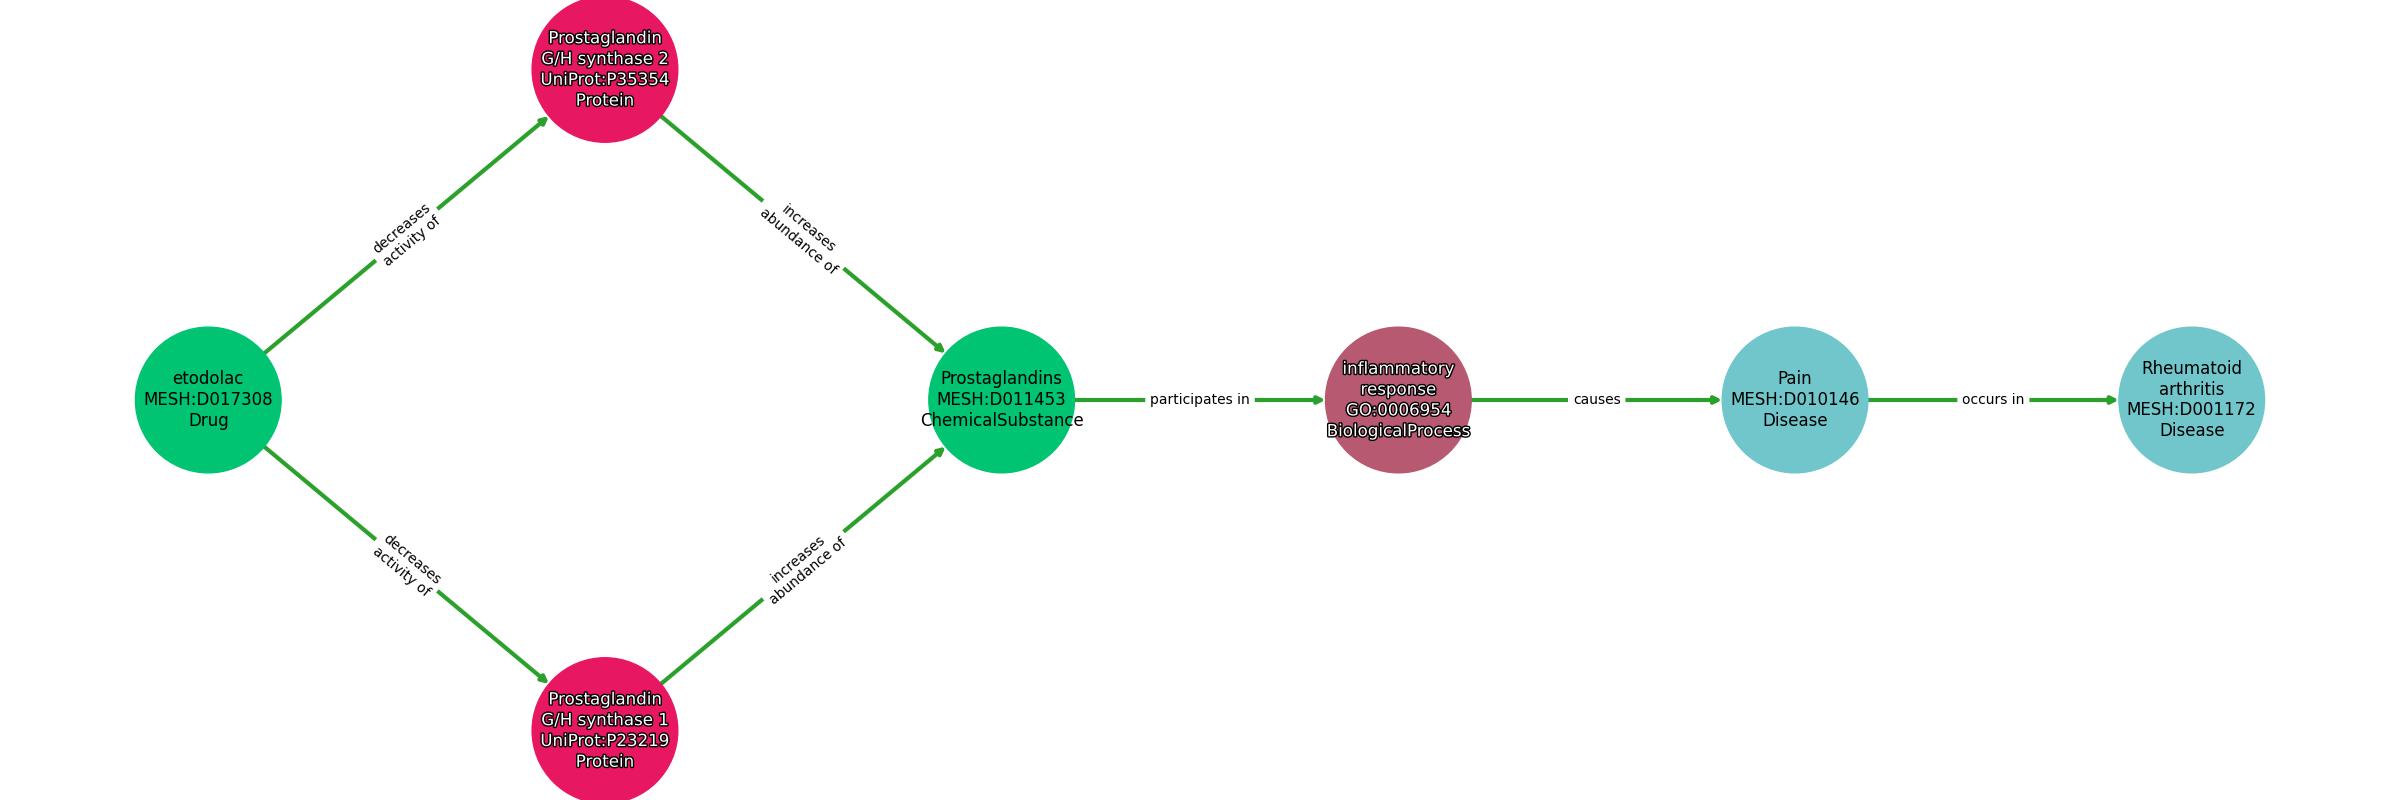 Prostaglandin
G/H synthase 2
UniProt:P35354
Protein
decreases
activity of
increases
abundance of
etodolac
MESH:D017308
Drug
Prostaglandins
MESH:D011453
ChemicalSubstance
participates in
inflammatory
response
GO:0006954
BiologicalProcess
causes
Pain
MESH:D010146
Disease
occurs in
Rheumatoid
arthritis
MESH:D001172
Disease
decreases
activity of
increases
abundance of
Prostaglandin
G/H synthase 1
UniProt:P23219
Protein